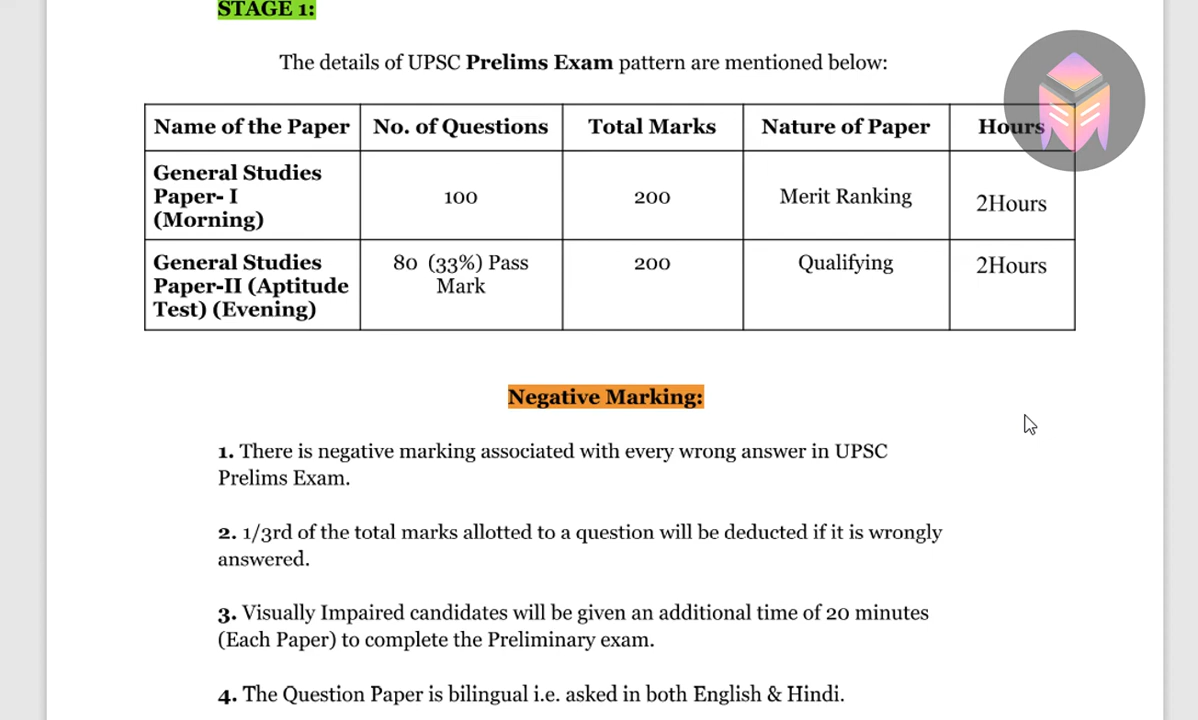 STAGE 1:
The details of UPSC Prelims Exam pattern are mentioned below:
Name of the Paper No. of Questions Total Marks Nature of Paper Hours
General Studies
Paper- I
(Morning)
100 200 Merit Ranking 2Hours
General Studies
Paper-II (Aptitude
Test) (Evening)
80 (33%) Pass
Mark
200 Qualifying 2Hours
Negative Marking:
1. There is negative marking associated with every wrong answer in UPSC
Prelims Exam.
2. 1/3rd of the total marks allotted to a question will be deducted if it is wrongly
answered.
3. Visually Impaired candidates will be given an additional time of 20 minutes
(Each Paper) to complete the Preliminary exam.
4. The Question Paper is bilingual i.e. asked in both English & Hindi.